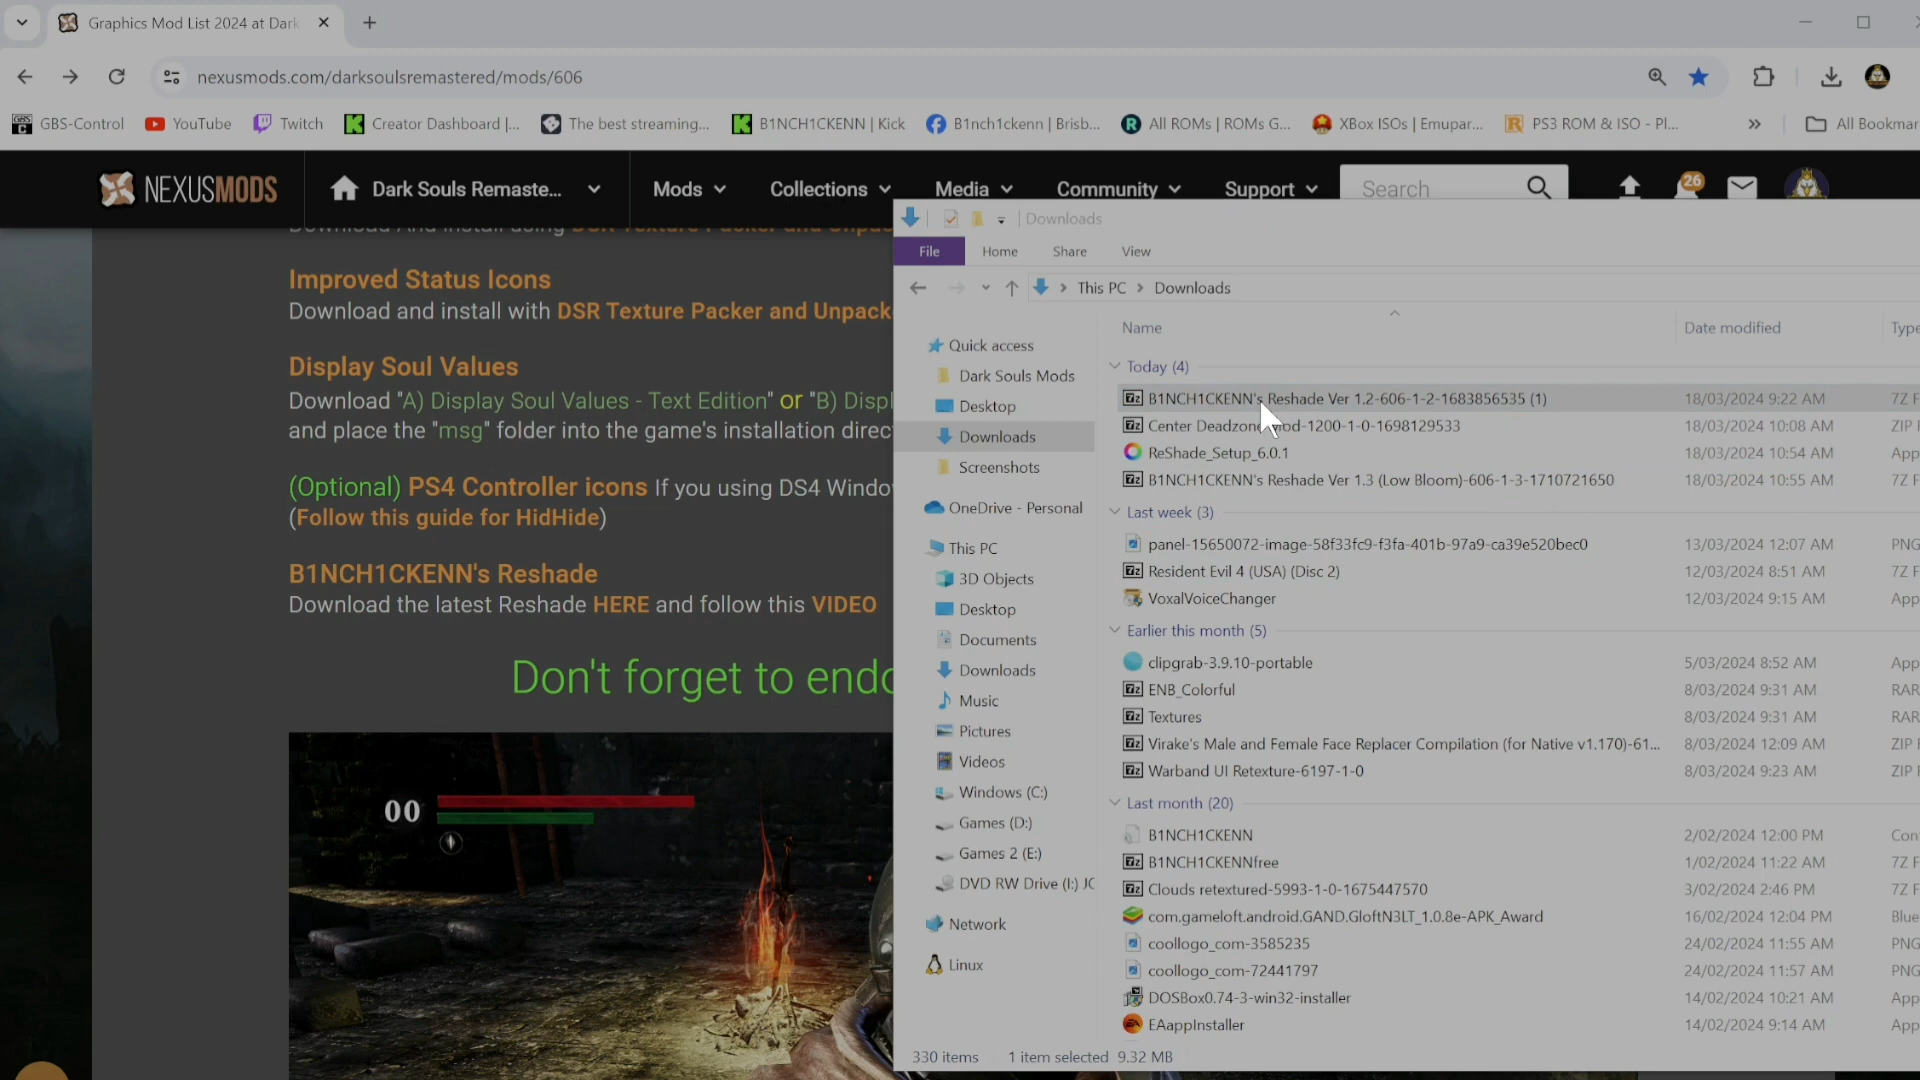 Graphics Mod List 2024 at Dark
nexusmods.com/darksoulsremastered/mods/606
GBS-Control
YouTube
Twitch
Creator Dashboard |...
The best streaming...
B1NCH1CKENN | Kick
B1nch1ckenn | Brisb...
All ROMs | ROMs G...
XBox ISOs | Emupar...
PS3 ROM & ISO - Pl...
All Bookmar
NEXUSMODS
Dark Souls Remaste...
Mods
Collections
Media
Community
Support
Search
26
Improved Status Icons
Download and install with DSR Texture Packer and Unpack
Display Soul Values
Download "A) Display Soul Values - Text Edition" or "B) Displ
and place the "msg" folder into the game's installation direc
(Optional) PS4 Controller icons If you using DS4 Windo
(Follow this guide for HidHide)
B1NCH1CKENN's Reshade
Download the latest Reshade HERE and follow this VIDEO
Don't forget to endo
00
Downloads
File Home Share View
This PC > Downloads
Quick access
Dark Souls Mods
Desktop
Downloads
Screenshots
OneDrive - Personal
This PC
3D Objects
Desktop
Documents
Downloads
Music
Pictures
Videos
Windows (C:)
Games (D:)
Games 2 (E:)
DVD RW Drive (I:) JC
Network
Linux
Name Date modified Type
Today (4)
B1NCH1CKENN's Reshade Ver 1.2-606-1-2-1683856535 (1) 18/03/2024 9:22 AM 7Z F
Center Deadzone Mod-1200-1-0-1698129533 18/03/2024 10:08 AM ZIP F
ReShade_Setup_6.0.1 18/03/2024 10:54 AM App
B1NCH1CKENN's Reshade Ver 1.3 (Low Bloom)-606-1-3-1710721650 18/03/2024 10:55 AM 7Z F
Last week (3)
panel-15650072-image-58f33fc9-f3fa-401b-97a9-ca39e520bec0 13/03/2024 12:07 AM PNG
Resident Evil 4 (USA) (Disc 2) 12/03/2024 8:51 AM 7Z F
VoxalVoiceChanger 12/03/2024 9:15 AM App
Earlier this month (5)
clipgrab-3.9.10-portable 5/03/2024 8:52 AM App
ENB_Colorful 8/03/2024 9:31 AM RAR
Textures 8/03/2024 9:31 AM RAR
Virake's Male and Female Face Replacer Compilation (for Native v1.170)-61... 8/03/2024 12:09 AM ZIP F
Warband UI Retexture-6197-1-0 8/03/2024 9:23 AM ZIP F
Last month (20)
B1NCH1CKENN 2/02/2024 12:00 PM Con
B1NCH1CKENNfree 1/02/2024 11:22 AM 7Z F
Clouds retextured-5993-1-0-1675447570 3/02/2024 2:46 PM 7Z F
com.gameloft.android.GAND.GloftN3LT_1.0.8e-APK_Award 16/02/2024 12:04 PM Blue
coollogo_com-3585235 24/02/2024 11:55 AM PNG
coollogo_com-72441797 24/02/2024 11:57 AM PNG
DOSBox0.74-3-win32-installer 14/02/2024 10:21 AM App
EAappInstaller 14/02/2024 9:14 AM App
330 items 1 item selected 9.32 MB